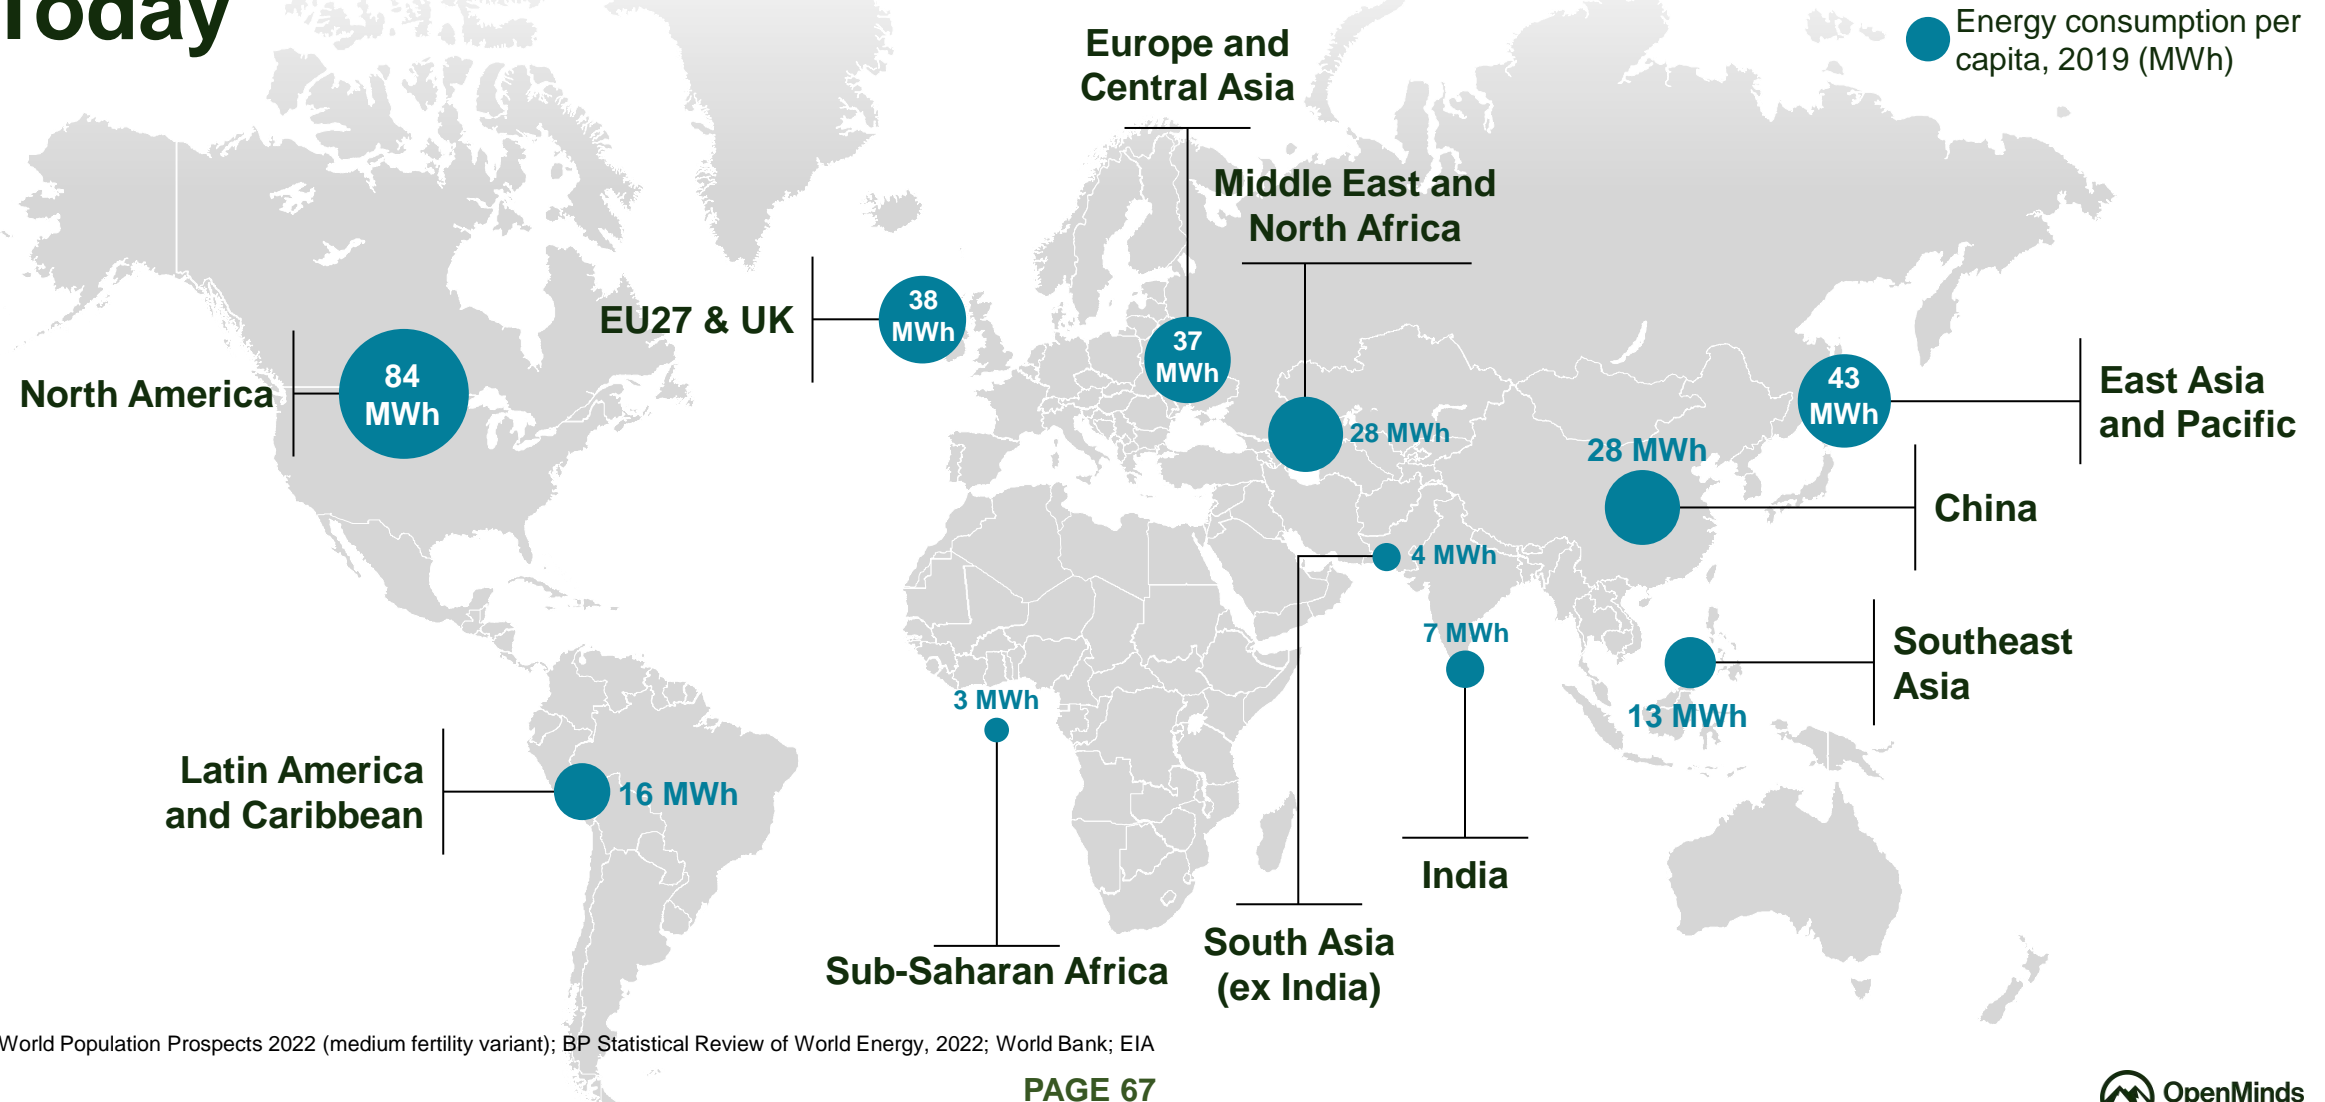 Today
Energy consumption per
capita, 2019 (MWh)
Europe and
Central Asia
Middle East and
North Africa
EU27 & UK
38
MWh
37
MWh
North America
84
MWh
28 MWh
43
MWh
East Asia
and Pacific
28 MWh
China
4 MWh
7 MWh
Southeast
Asia
13 MWh
3 MWh
Latin America
and Caribbean
16 MWh
India
South Asia
(ex India)
Sub-Saharan Africa
World Population Prospects 2022 (medium fertility variant); BP Statistical Review of World Energy, 2022; World Bank; EIA
PAGE 67
OpenMinds